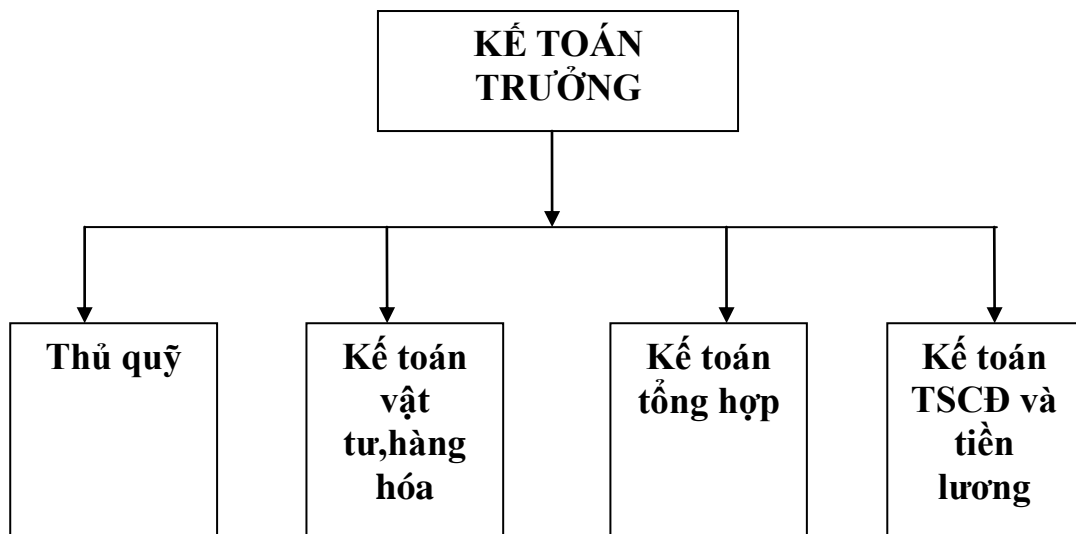 KẾ TOÁN
TRƯỞNG
Thủ quỹ
Kế toán
vật
tư,hàng
hóa
Kế toán
tổng hợp
Kế toán
TSCĐ và
tiền
lương